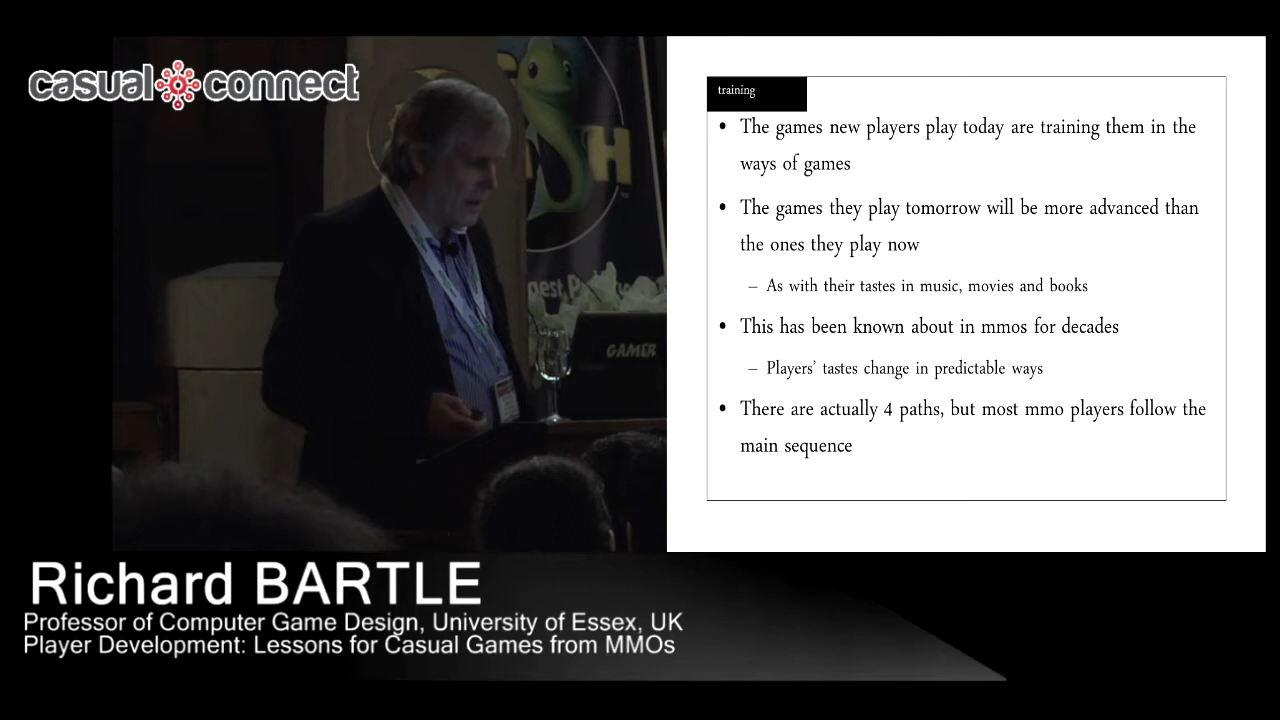 casual connect
SH
pest P
GAMER
training
• The games new players play today are training them in the
ways of games
• The games they play tomorrow will be more advanced than
the ones they play now
– As with their tastes in music, movies and books
• This has been known about in mmos for decades
– Players' tastes change in predictable ways
• There are actually 4 paths, but most mmo players follow the
main sequence
Richard BARTLE
Professor of Computer Game Design, University of Essex, UK
Player Development: Lessons for Casual Games from MMOs